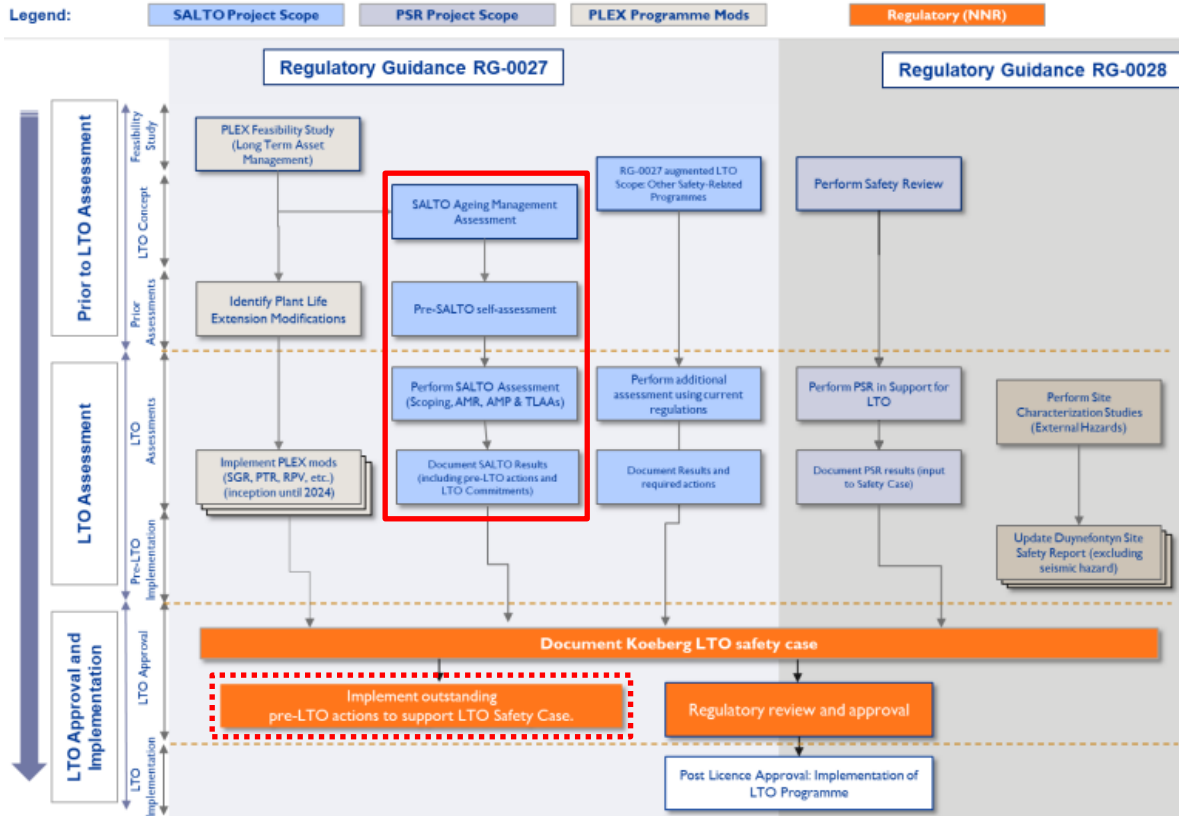 Legend:
SALTO Project Scope
PSR Project Scope
PLEX Programme Mods
Regulatory (NNR)
Regulatory Guidance RG-0027
Regulatory Guidance RG-0028
Prior to LTO Assessment
Feasibility
Study
LTO Concept
Prior
Assessments
PLEX Feasibility Study
(Long Term Asset
Management)
SALTO Ageing Management
Assessment
RG-0027 augmented LTO
Scope: Other Safety-Related
Programmes
Perform Safety Review
Identify Plant Life
Extension Modifications
Pre-SALTO self-assessment
LTO Assessment
LTO
Assessments
Pre-LTO
Implementation
Perform SALTO Assessment
(Scoping, AMR, AMP & TLAAs)
Perform additional
assessment using current
regulations
Perform PSR in Support for
LTO
Perform Site
Characterization Studies
(External Hazards)
Implement PLEX mods
(SGR, PTR, RPV, etc.)
(inception until 2024)
Document SALTO Results
(including pre-LTO actions and
LTO Commitments)
Document Results and
required actions
Document PSR results (input
to Safety Case)
Update Duynefontyn Site
Safety Report (excluding
seismic hazard)
LTO Approval and
Implementation
LTO Approval
LTO
Implementation
Document Koeberg LTO safety case
Implement outstanding
pre-LTO actions to support LTO Safety Case.
Regulatory review and approval
Post Licence Approval: Implementation of
LTO Programme